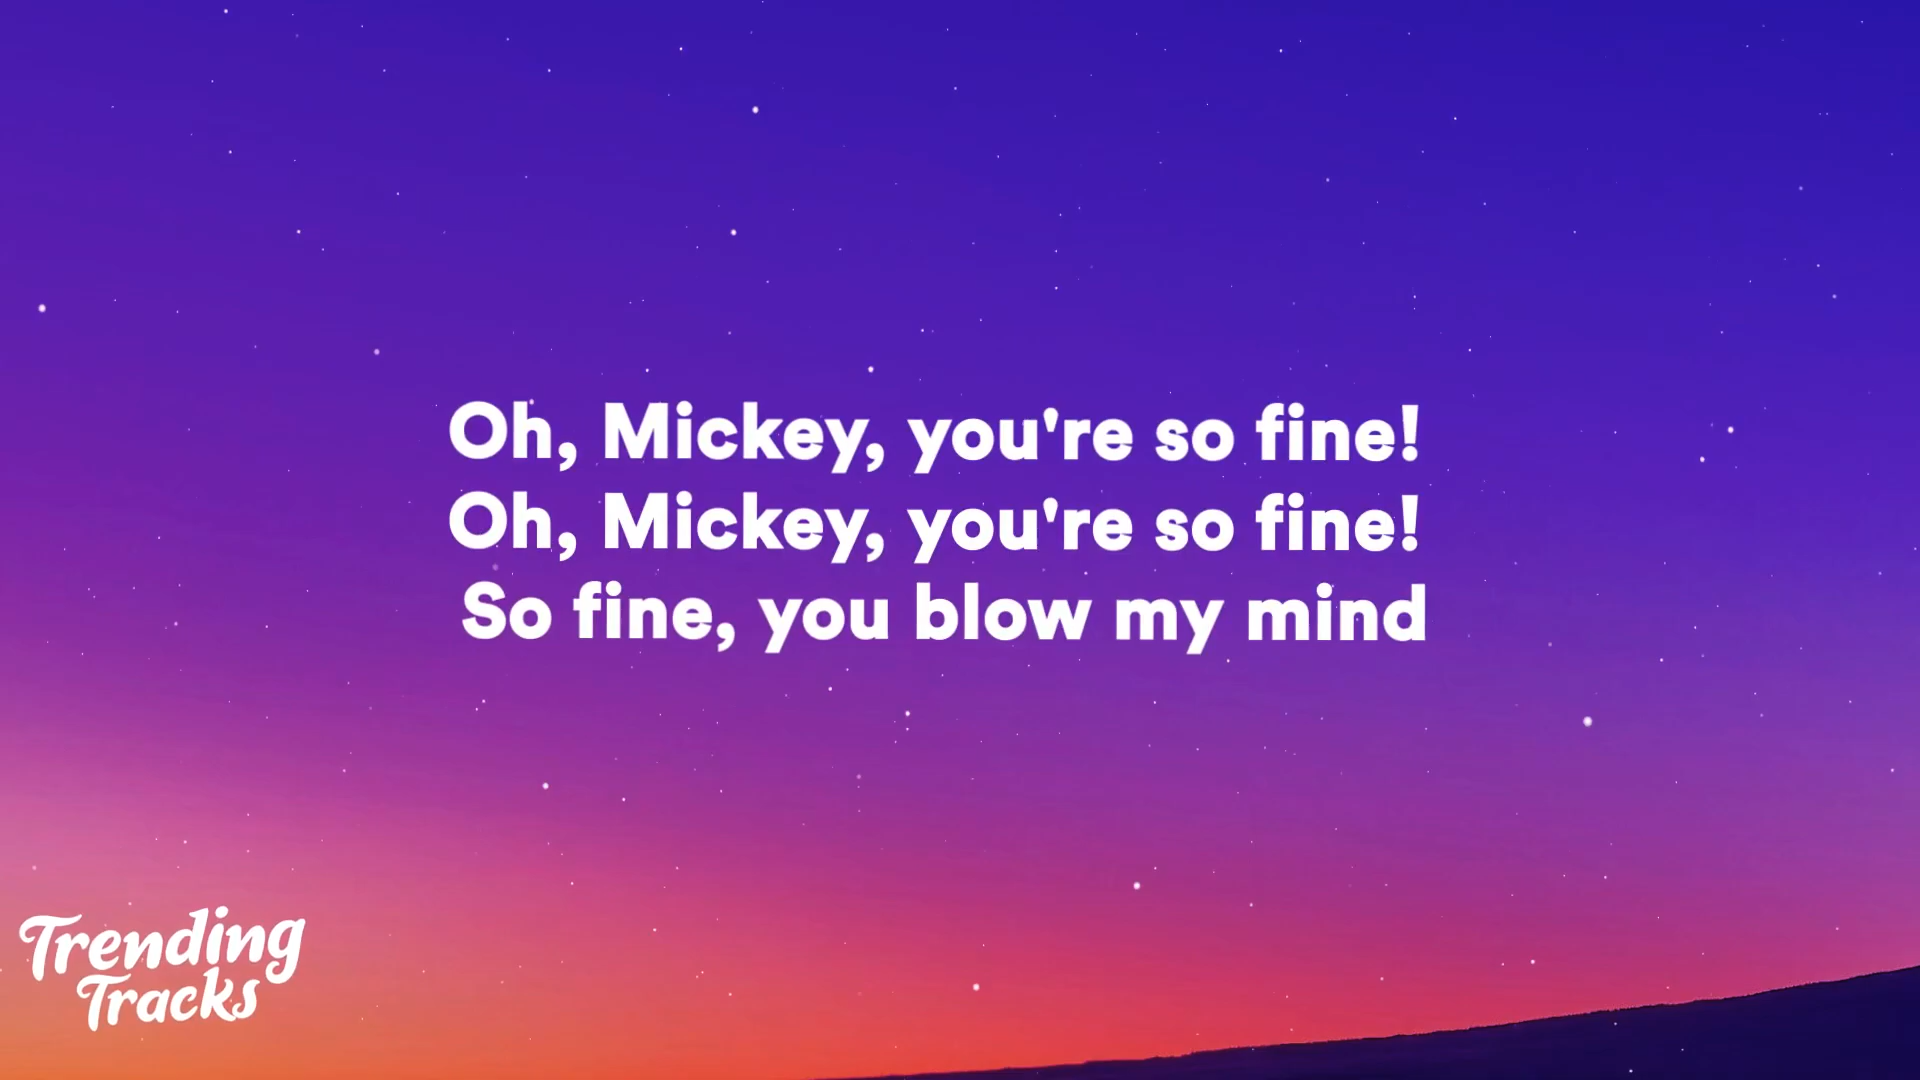 Oh, Mickey, you're so fine!
Oh, Mickey, you're so fine!
So fine, you blow my mind
Trending
Tracks